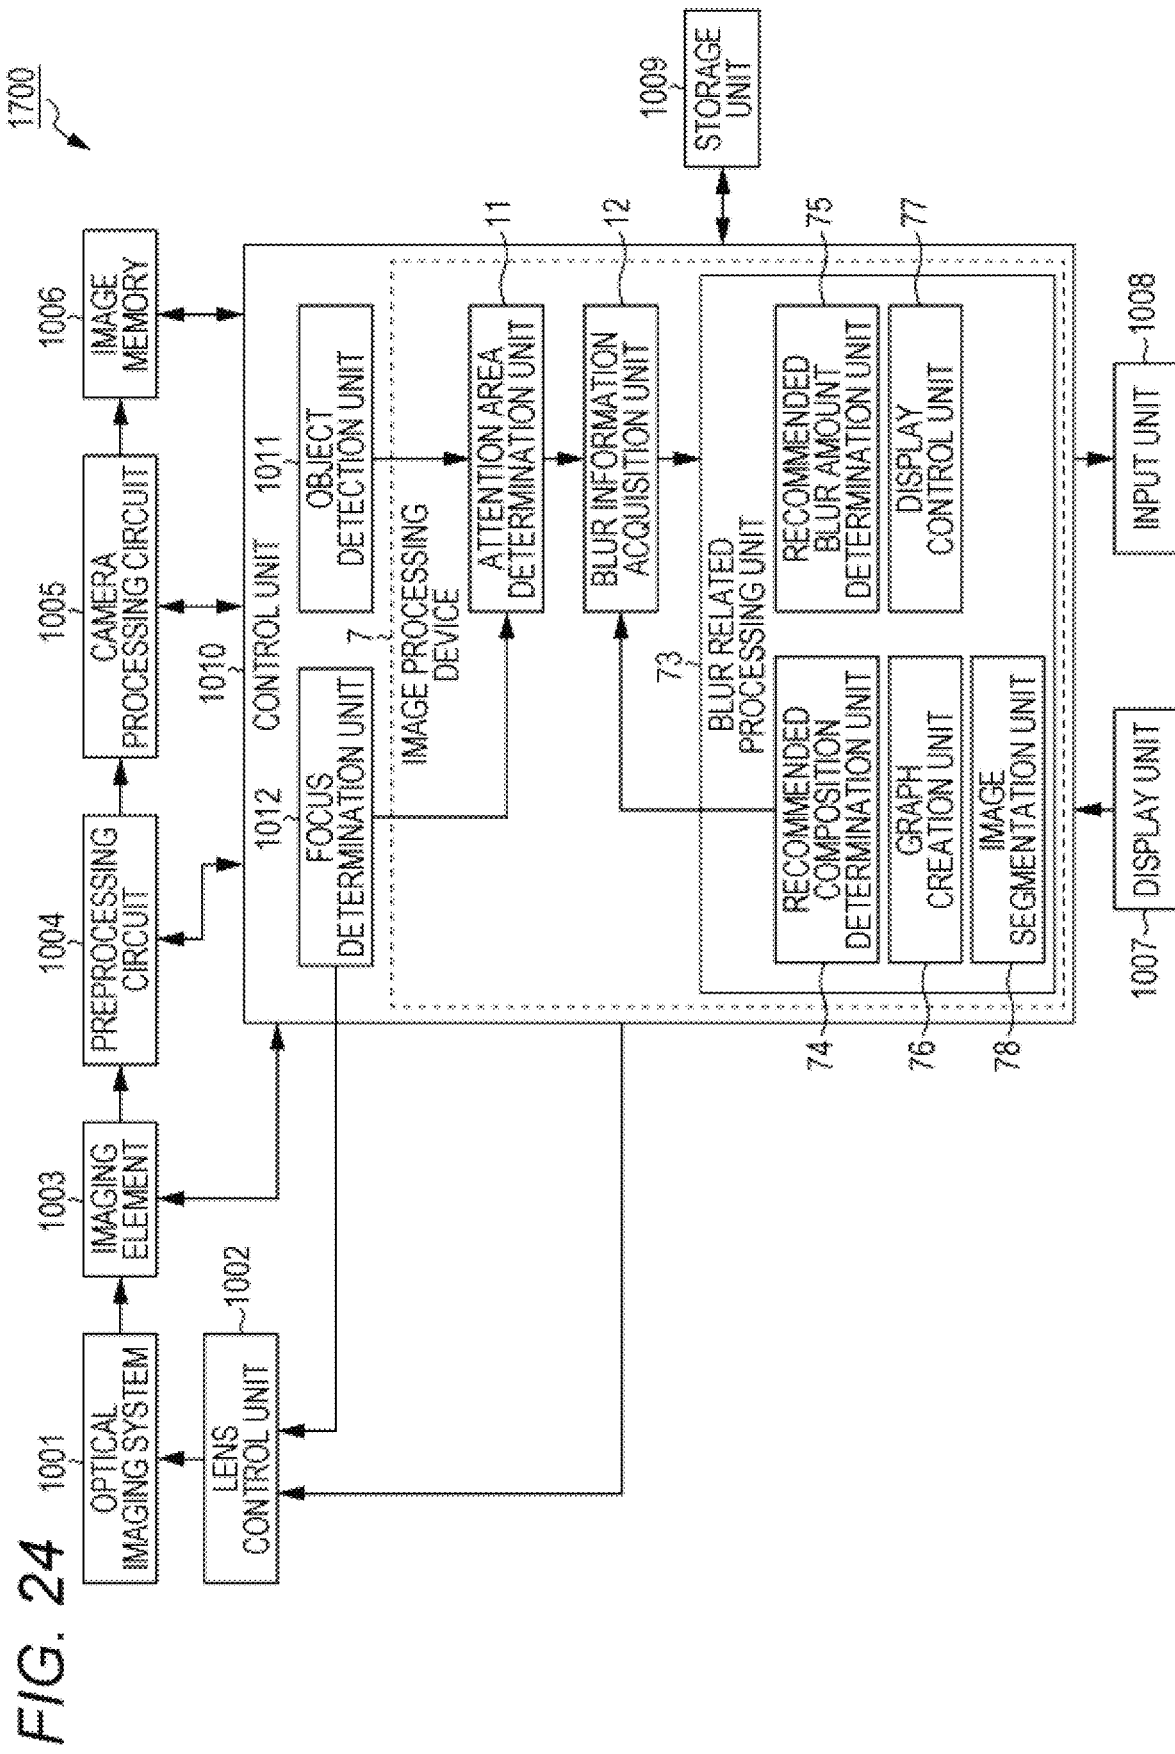 FIG. 24
1700
1001
OPTICAL
IMAGING SYSTEM
1003
IMAGING
ELEMENT
1004
PREPROCESSING
CIRCUIT
1005
CAMERA
PROCESSING CIRCUIT
1006
IMAGE
MEMORY
1002
LENS
CONTROL UNIT
1010
CONTROL UNIT
1012
FOCUS
DETERMINATION UNIT
1011
OBJECT
DETECTION UNIT
7
IMAGE PROCESSING
DEVICE
11
ATTENTION AREA
DETERMINATION UNIT
12
BLUR INFORMATION
ACQUISITION UNIT
73
BLUR RELATED
PROCESSING UNIT
74
RECOMMENDED
COMPOSITION
DETERMINATION UNIT
75
RECOMMENDED
BLUR AMOUNT
DETERMINATION UNIT
76
GRAPH
CREATION UNIT
77
DISPLAY
CONTROL UNIT
78
IMAGE
SEGMENTATION UNIT
1009
STORAGE
UNIT
1007
DISPLAY UNIT
1008
INPUT UNIT